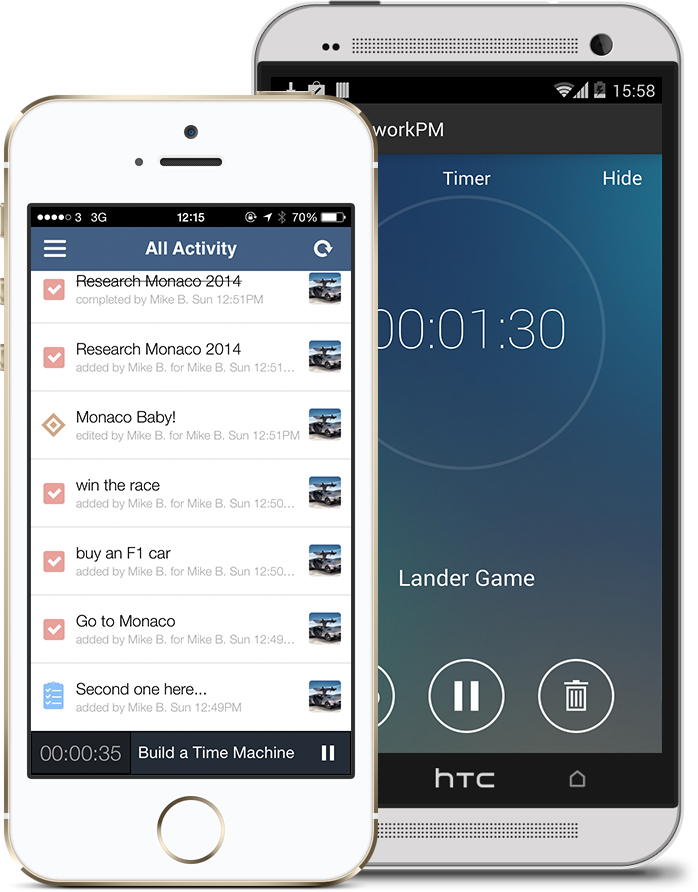 15:58
workPM
Timer
Hide
00:01:30
Lander Game
hTC
3 3G
12:15
70%
All Activity
Research Monaco 2014
completed by Mike B. Sun 12:51PM
Research Monaco 2014
added by Mike B. for Mike B. Sun 12:51...
Monaco Baby!
edited by Mike B. for Mike B. Sun 12:51PM
win the race
added by Mike B. for Mike B. Sun 12:50...
buy an F1 car
added by Mike B. for Mike B. Sun 12:50...
Go to Monaco
added by Mike B. for Mike B. Sun 12:49...
Second one here...
added by Mike B. Sun 12:49PM
00:00:35
Build a Time Machine